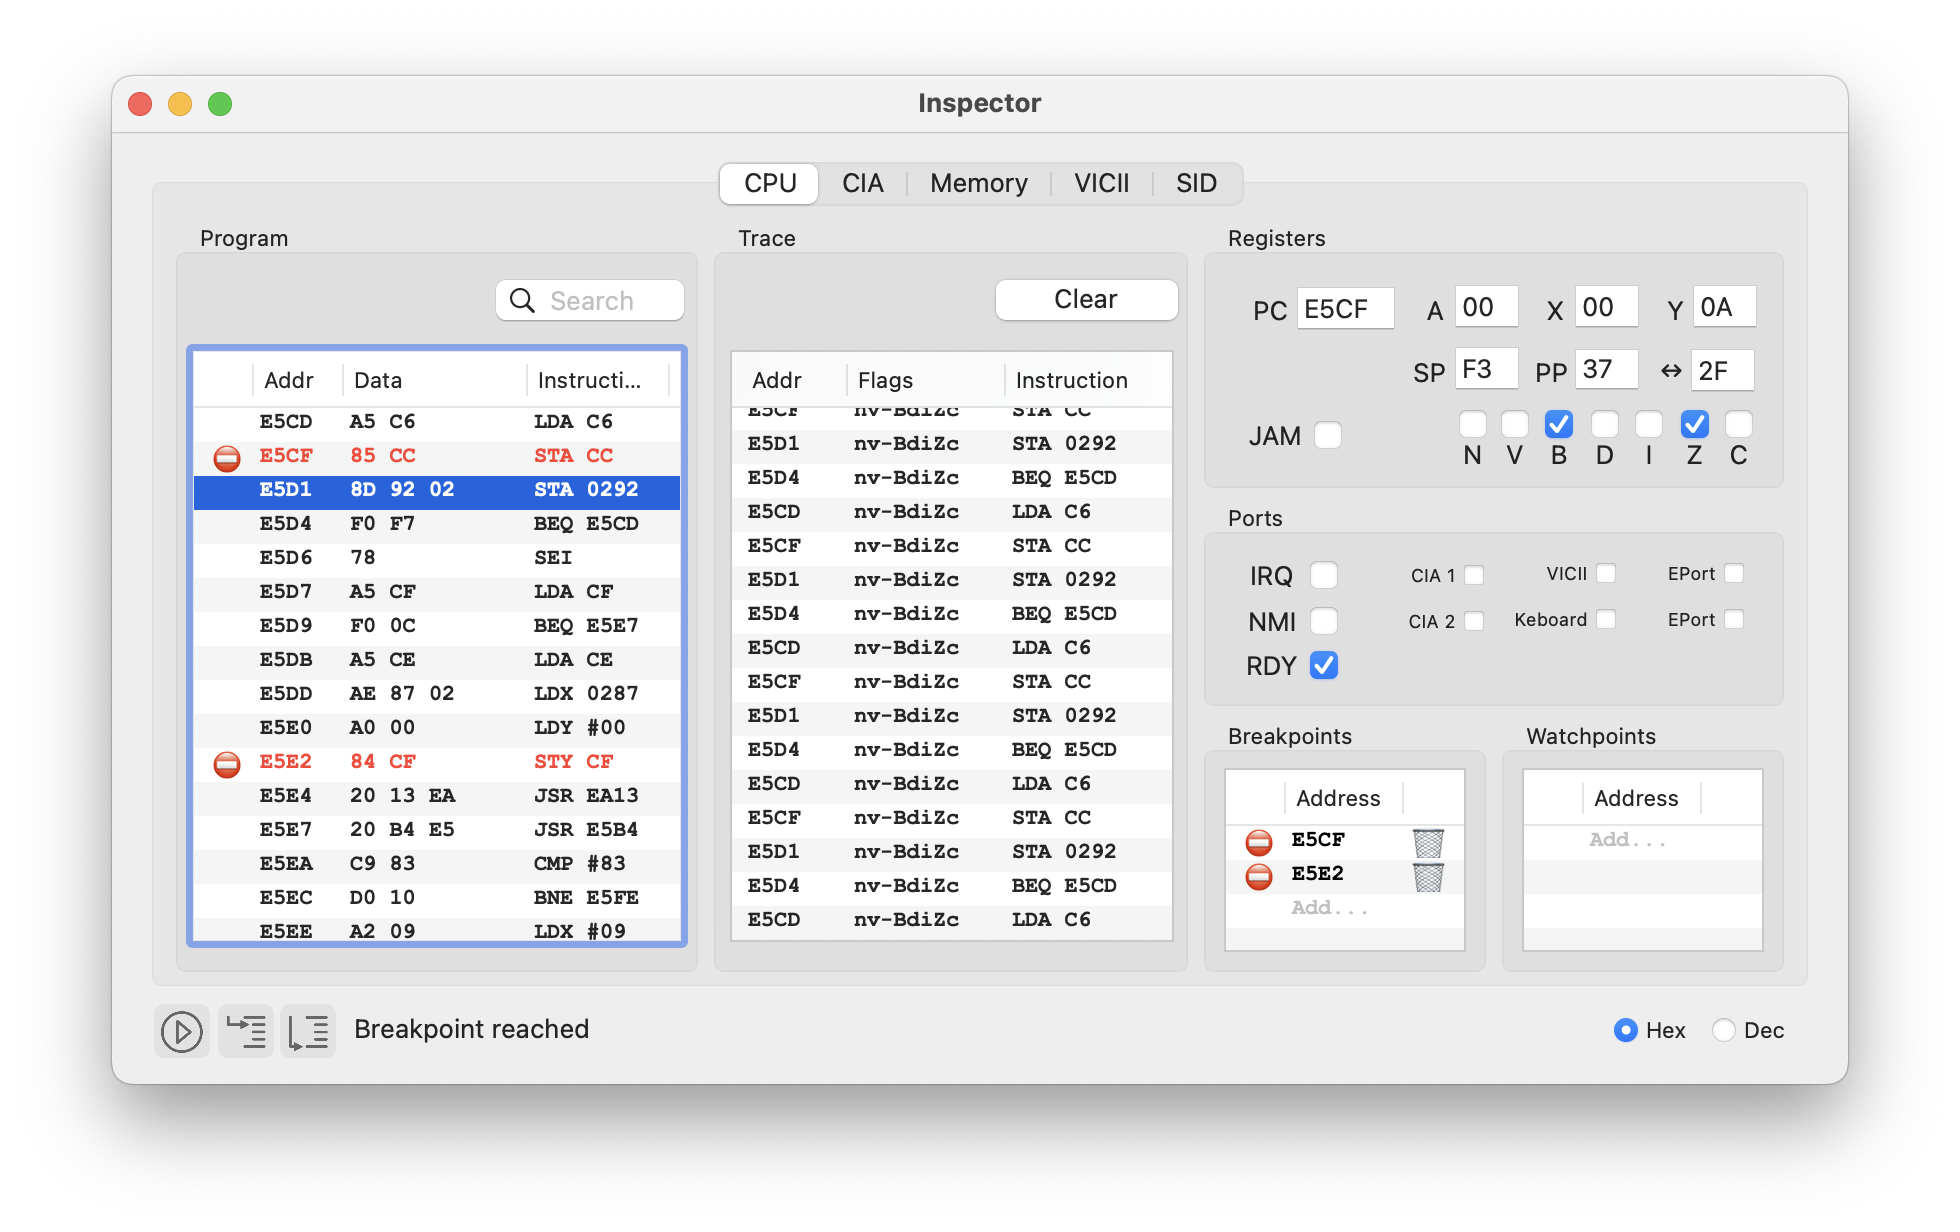 Inspector
CPU CIA Memory VICII SID
Program
Search
Addr Data Instructi...
E5CD A5 C6 LDA C6
E5CF 85 CC STA CC
E5D1 8D 92 02 STA 0292
E5D4 F0 F7 BEQ E5CD
E5D6 78 SEI
E5D7 A5 CF LDA CF
E5D9 F0 0C BEQ E5E7
E5DB A5 CE LDA CE
E5DD AE 87 02 LDX 0287
E5E0 A0 00 LDY #00
E5E2 84 CF STY CF
E5E4 20 13 EA JSR EA13
E5E7 20 B4 E5 JSR E5B4
E5EA C9 83 CMP #83
E5EC D0 10 BNE E5FE
E5EE A2 09 LDX #09
Trace
Clear
Addr Flags Instruction
E5CF nv-BdiZc STA CC
E5D1 nv-BdiZc STA 0292
E5D4 nv-BdiZc BEQ E5CD
E5CD nv-BdiZc LDA C6
E5CF nv-BdiZc STA CC
E5D1 nv-BdiZc STA 0292
E5D4 nv-BdiZc BEQ E5CD
E5CD nv-BdiZc LDA C6
E5CF nv-BdiZc STA CC
E5D1 nv-BdiZc STA 0292
E5D4 nv-BdiZc BEQ E5CD
E5CD nv-BdiZc LDA C6
E5CF nv-BdiZc STA CC
E5D1 nv-BdiZc STA 0292
E5D4 nv-BdiZc BEQ E5CD
E5CD nv-BdiZc LDA C6
Registers
PC E5CF A 00 X 00 Y 0A
SP F3 PP 37 ↔ 2F
JAM
N V B D I Z C
Ports
IRQ CIA 1 VICII EPort
NMI CIA 2 Keboard EPort
RDY
Breakpoints
Address
E5CF
E5E2
Add...
Watchpoints
Address
Add...
Breakpoint reached
Hex Dec